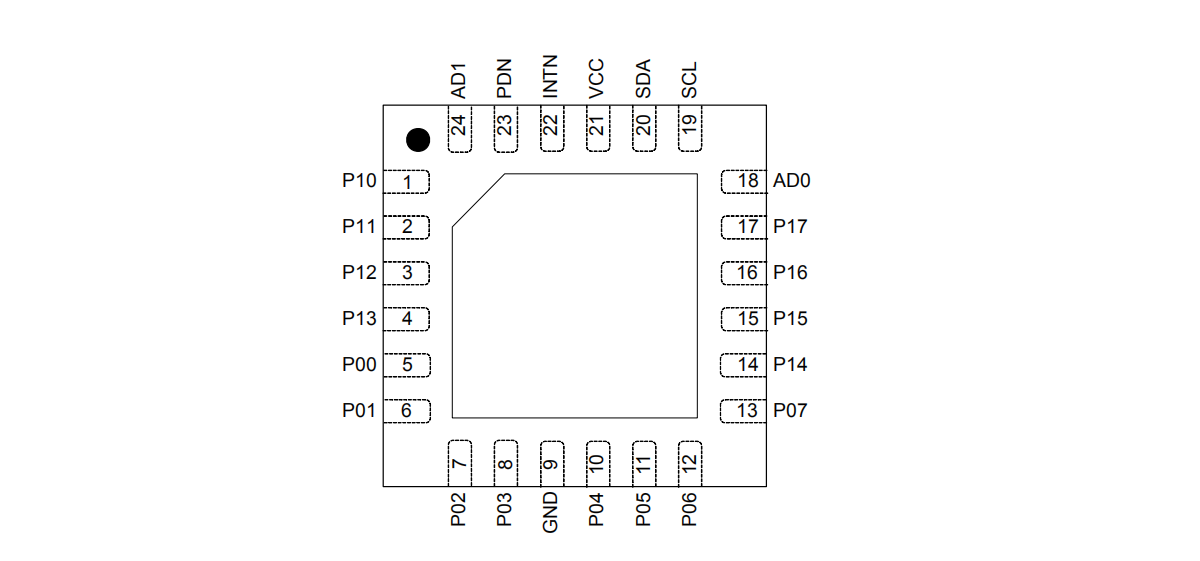 AD1 PDN INTN VCC SDA SCL
24 23 22 21 20 19
P10 1 18 AD0
P11 2 17 P17
P12 3 16 P16
P13 4 15 P15
P00 5 14 P14
P01 6 13 P07
7 8 9 10 11 12
P02 P03 GND P04 P05 P06